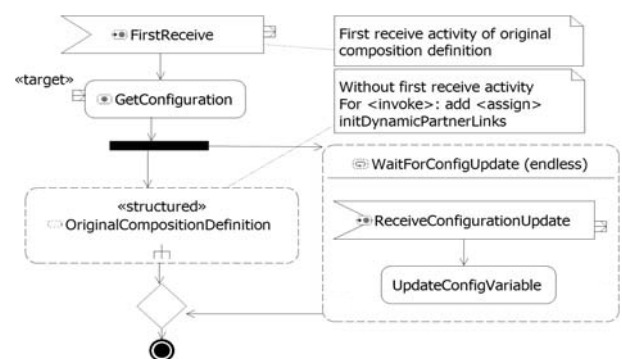 FirstReceive
First receive activity of original
composition definition
«target»
GetConfiguration
Without first receive activity
For <invoke>: add <assign>
initDynamicPartnerLinks
WaitForConfigUpdate (endless)
«structured»
OriginalCompositionDefinition
ReceiveConfigurationUpdate
UpdateConfigVariable